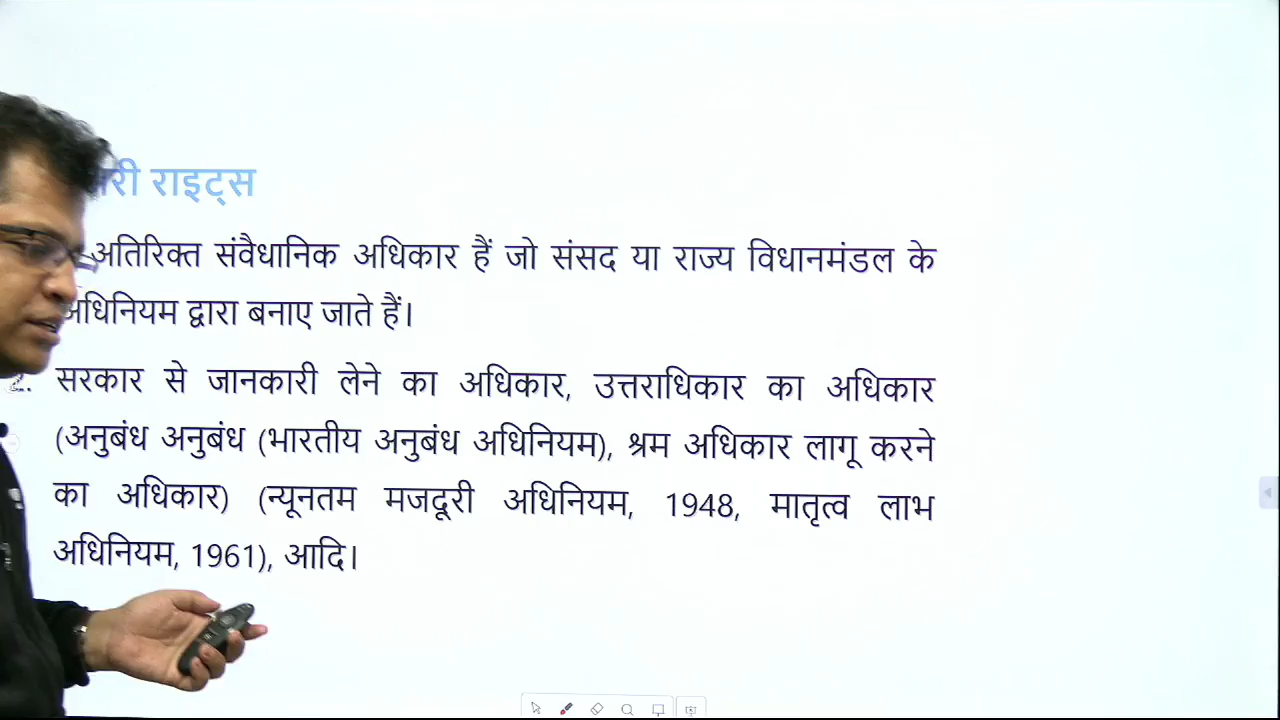 राइट्स
अतिरिक्त संवैधानिक अधिकार हैं जो संसद या राज्य विधानमंडल के
अधिनियम द्वारा बनाए जाते हैं।
2. सरकार से जानकारी लेने का अधिकार, उत्तराधिकार का अधिकार
(अनुबंध अनुबंध (भारतीय अनुबंध अधिनियम), श्रम अधिकार लागू करने
का अधिकार) (न्यूनतम मजदूरी अधिनियम, 1948, मातृत्व लाभ
अधिनियम, 1961), आदि।